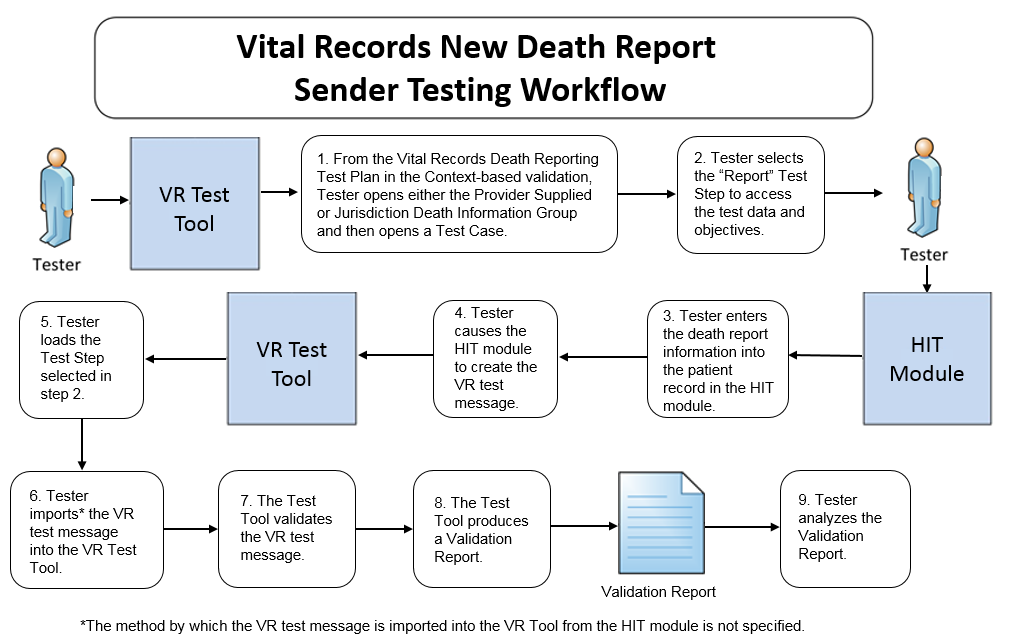 Vital Records New Death Report
Sender Testing Workflow
Tester
VR Test
Tool
1. From the Vital Records Death Reporting
Test Plan in the Context-based validation,
Tester opens either the Provider Supplied
or Jurisdiction Death Information Group
and then opens a Test Case.
2. Tester selects
the “Report” Test
Step to access
the test data and
objectives.
Tester
HIT
Module
3. Tester enters
the death report
information into
the patient
record in the HIT
module.
4. Tester
causes the
HIT module
to create the
VR test
message.
VR Test
Tool
5. Tester
loads the
Test Step
selected in
step 2.
6. Tester
imports* the VR
test message
into the VR Test
Tool.
7. The Test
Tool validates
the VR test
message.
8. The Test
Tool produces
a Validation
Report.
Validation Report
9. Tester
analyzes the
Validation
Report.
*The method by which the VR test message is imported into the VR Tool from the HIT module is not specified.